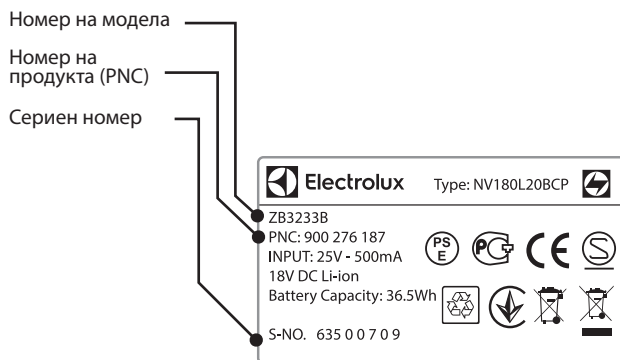 Номер на модела
Номер на
продукта (PNC)
Сериен номер
Electrolux Type: NV180L20BCP
ZB3233B
PNC: 900 276 187
INPUT: 25V - 500mA
18V DC Li-ion
Battery Capacity: 36.5Wh
S-NO. 635 0 0 7 0 9
PS
E
РС
CE
S